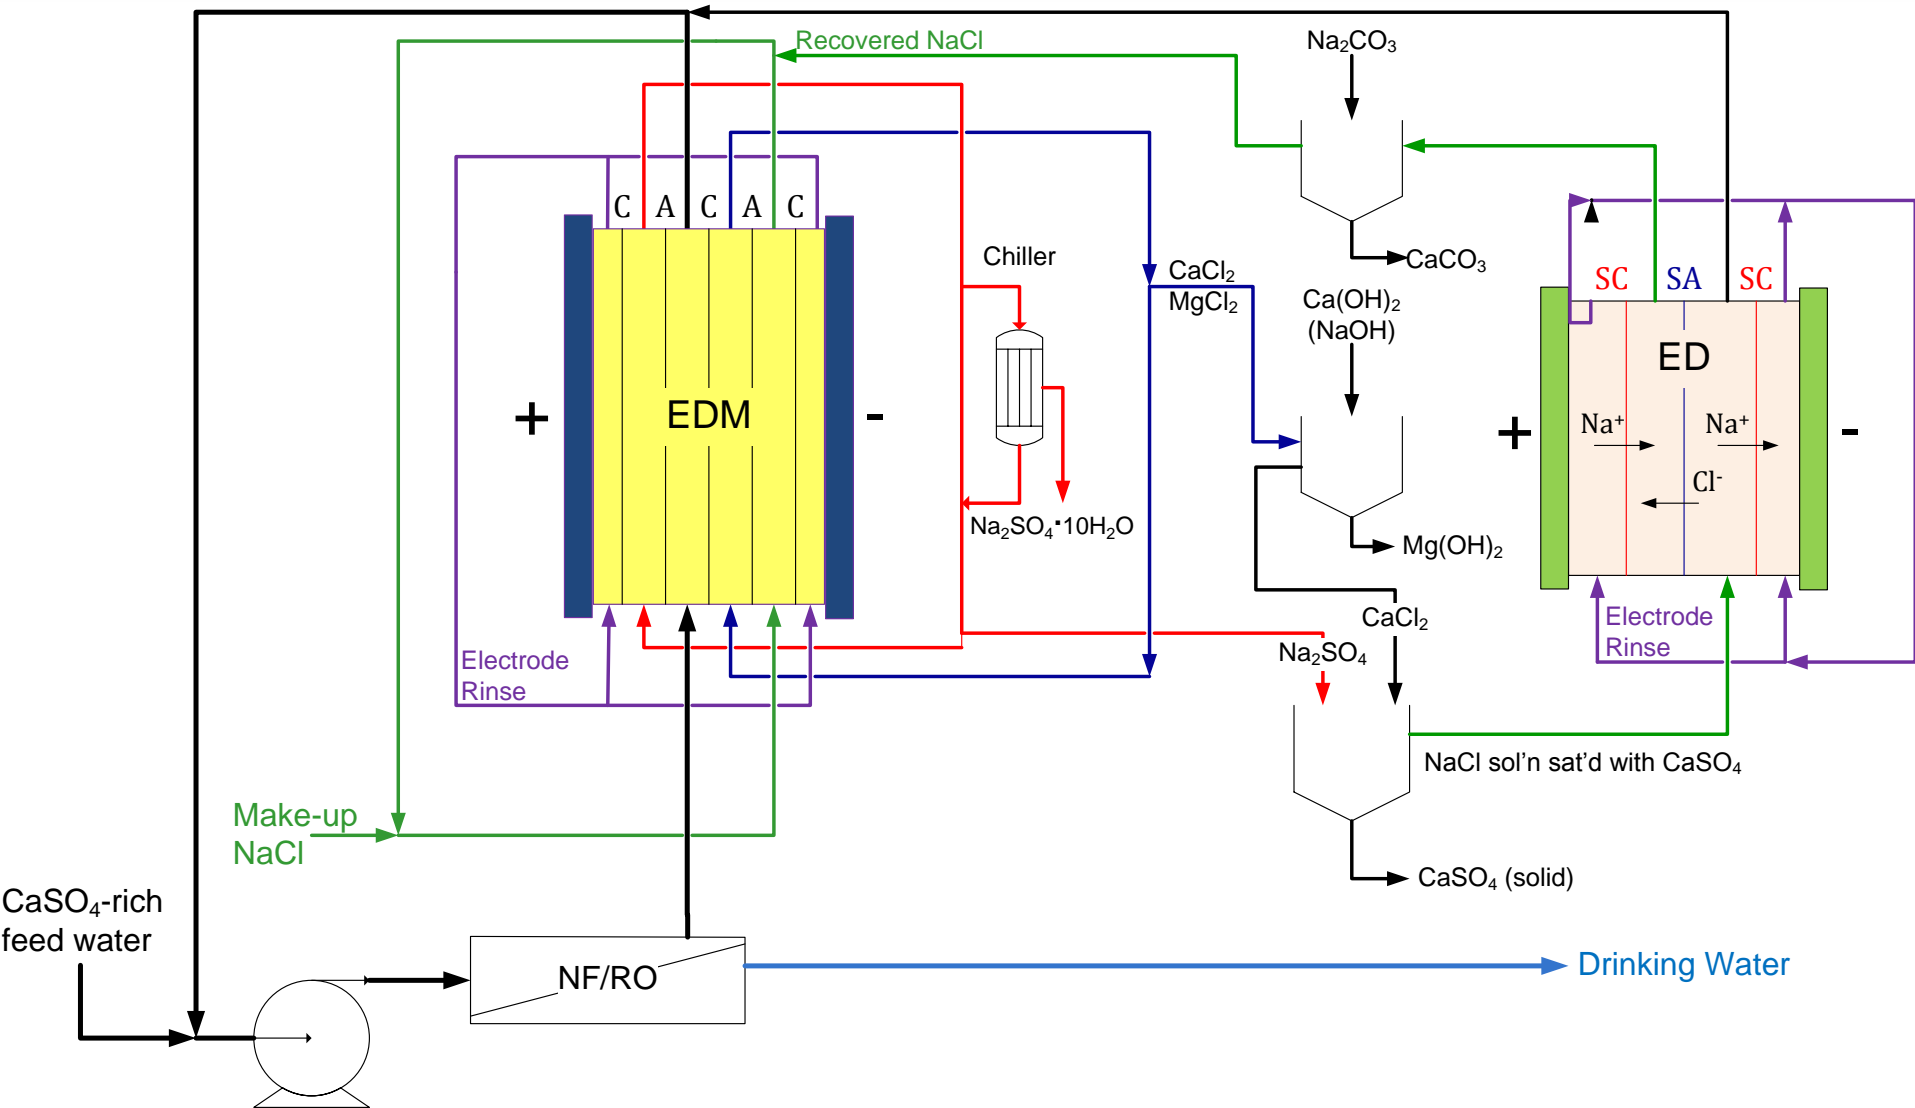 Recovered NaCl
Na₂CO₃
C A C A C
Chiller
CaCl₂
MgCl₂
CaCO₃
Ca(OH)₂
(NaOH)
SC SA SC
ED
EDM
+
-
+
-
Na⁺
Na⁺
Cl⁻
Na₂SO₄·10H₂O
Mg(OH)₂
CaCl₂
Na₂SO₄
Electrode
Rinse
Electrode
Rinse
NaCl sol’n sat’d with CaSO₄
Make-up
NaCl
CaSO₄ (solid)
CaSO₄-rich
feed water
NF/RO
Drinking Water